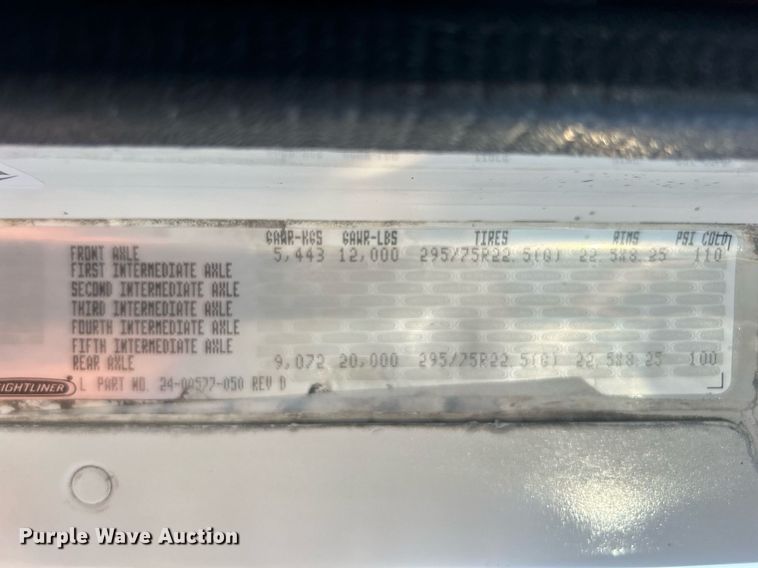 GAWR-KGS GAWR-LBS TIRES RIMS PSI COLD
FRONT AXLE 5,443 12,000 295/75R22.5(G) 22.5X8.25 110
FIRST INTERMEDIATE AXLE
SECOND INTERMEDIATE AXLE
THIRD INTERMEDIATE AXLE
FOURTH INTERMEDIATE AXLE
FIFTH INTERMEDIATE AXLE
REAR AXLE 9,072 20,000 295/75R22.5(G) 22.5X8.25 100
EIGHTLINER L PART NO. 24-00577-050 REV D
Purple Wave Auction